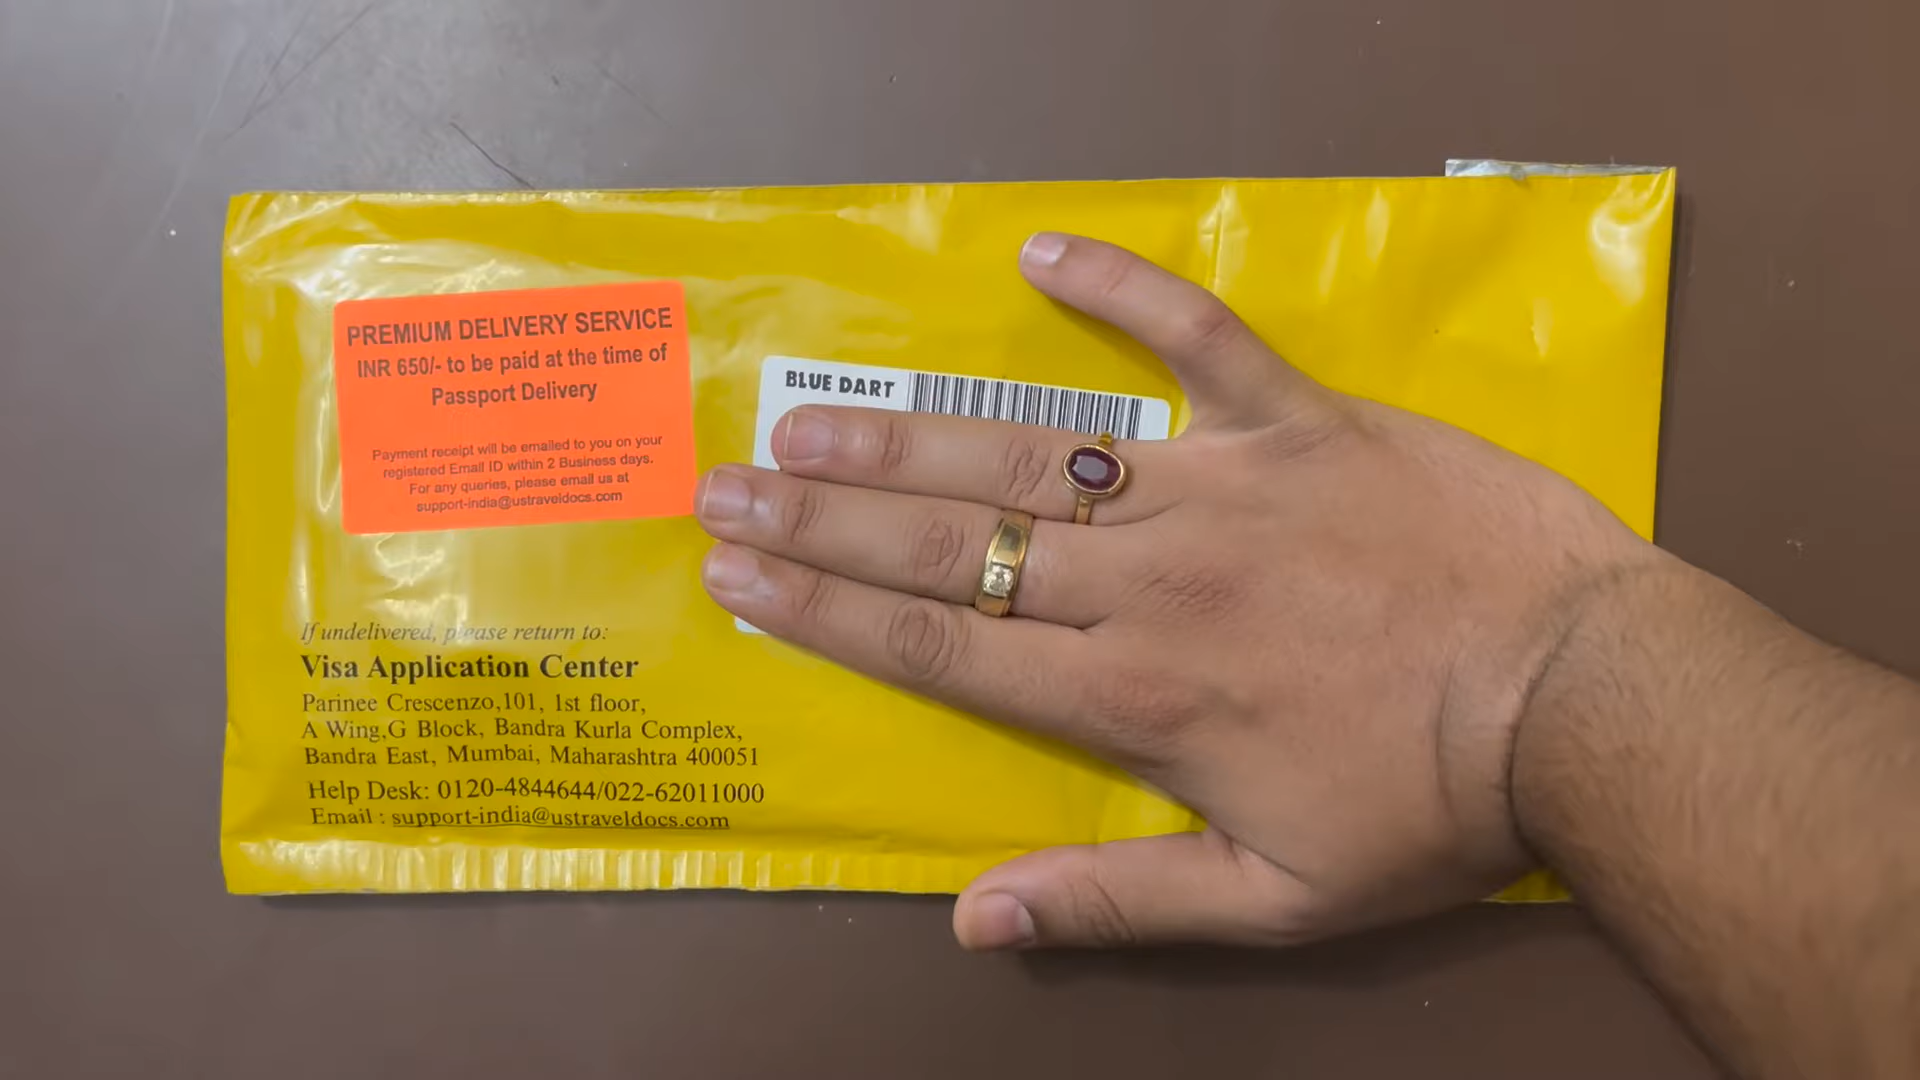 PREMIUM DELIVERY SERVICE
INR 650/- to be paid at the time of
Passport Delivery
Payment receipt will be emailed to you on your
registered Email ID within 2 Business days.
For any queries, please email us at
support-india@ustraveldocs.com
BLUE DART
If undelivered, please return to:
Visa Application Center
Parinee Crescenzo,101, 1st floor,
A Wing,G Block, Bandra Kurla Complex,
Bandra East, Mumbai, Maharashtra 400051
Help Desk: 0120-4844644/022-62011000
Email : support-india@ustraveldocs.com